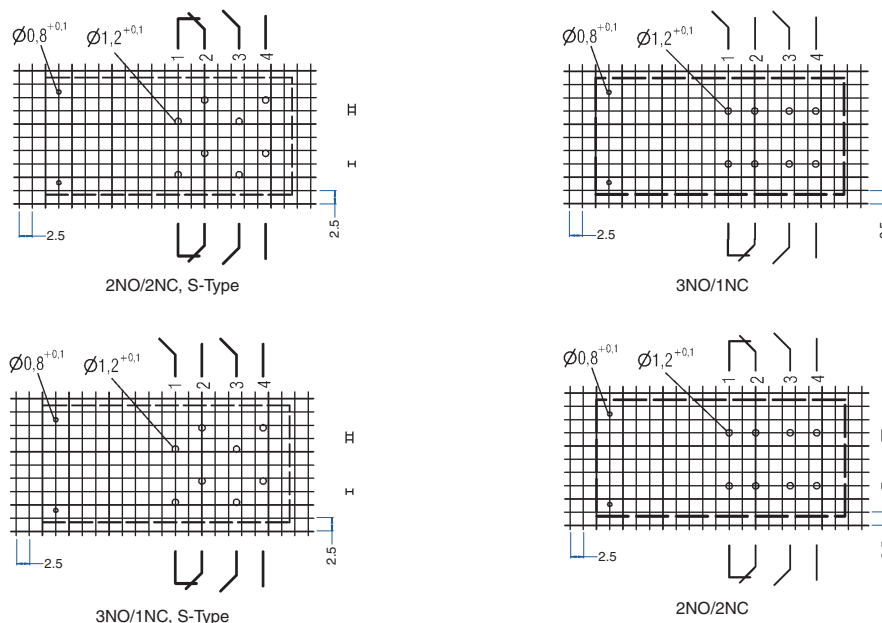 Ø0,8+0,1
Ø1,2+0,1
1 2 3 4
2.5
2.5
2NO/2NC, S-Type
Ø0,8+0,1
Ø1,2+0,1
1 2 3 4
2.5
3NO/1NC
Ø0,8+0,1
Ø1,2+0,1
1 2 3 4
2.5
2.5
3NO/1NC, S-Type
Ø0,8+0,1
Ø1,2+0,1
1 2 3 4
2.5
2NO/2NC